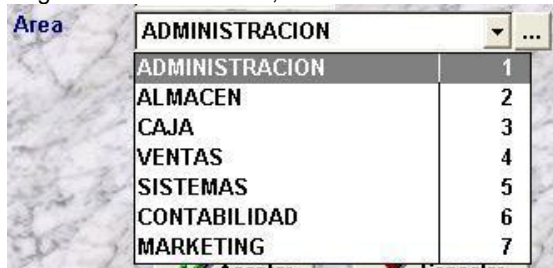 Area ADMINISTRACION ...
ADMINISTRACION 1
ALMACEN 2
CAJA 3
VENTAS 4
SISTEMAS 5
CONTABILIDAD 6
MARKETING 7